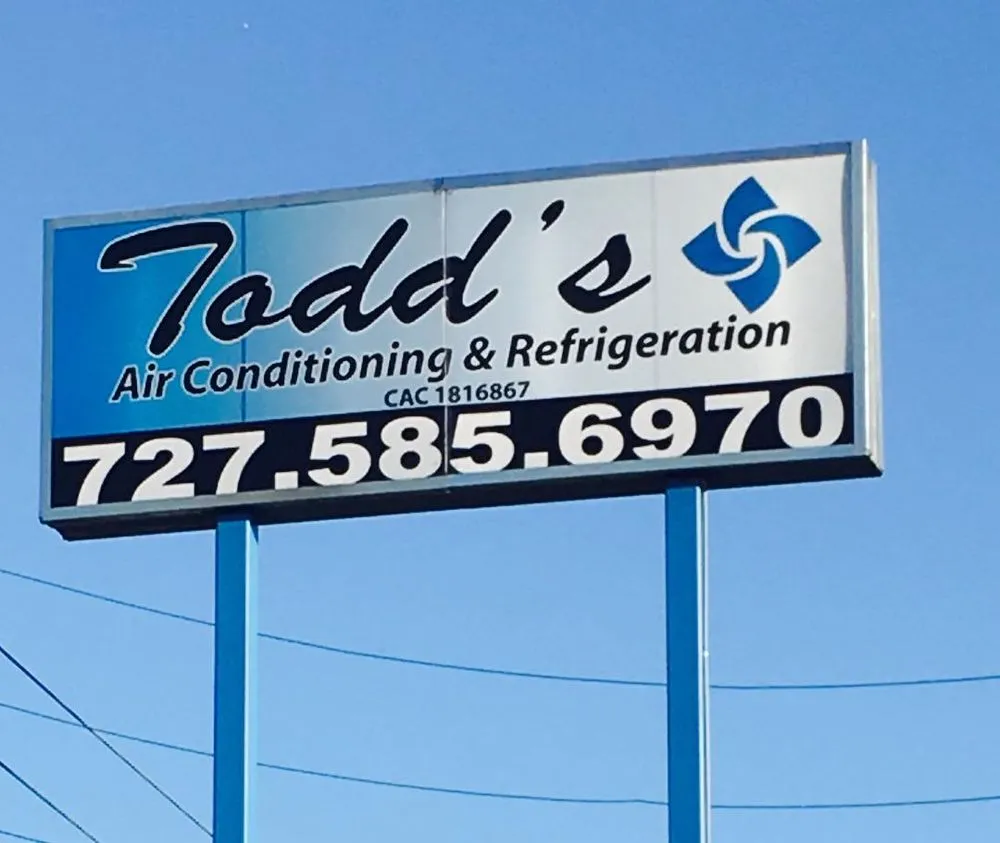 Todd's
Air Conditioning & Refrigeration
CAC 1816867
727.585.6970